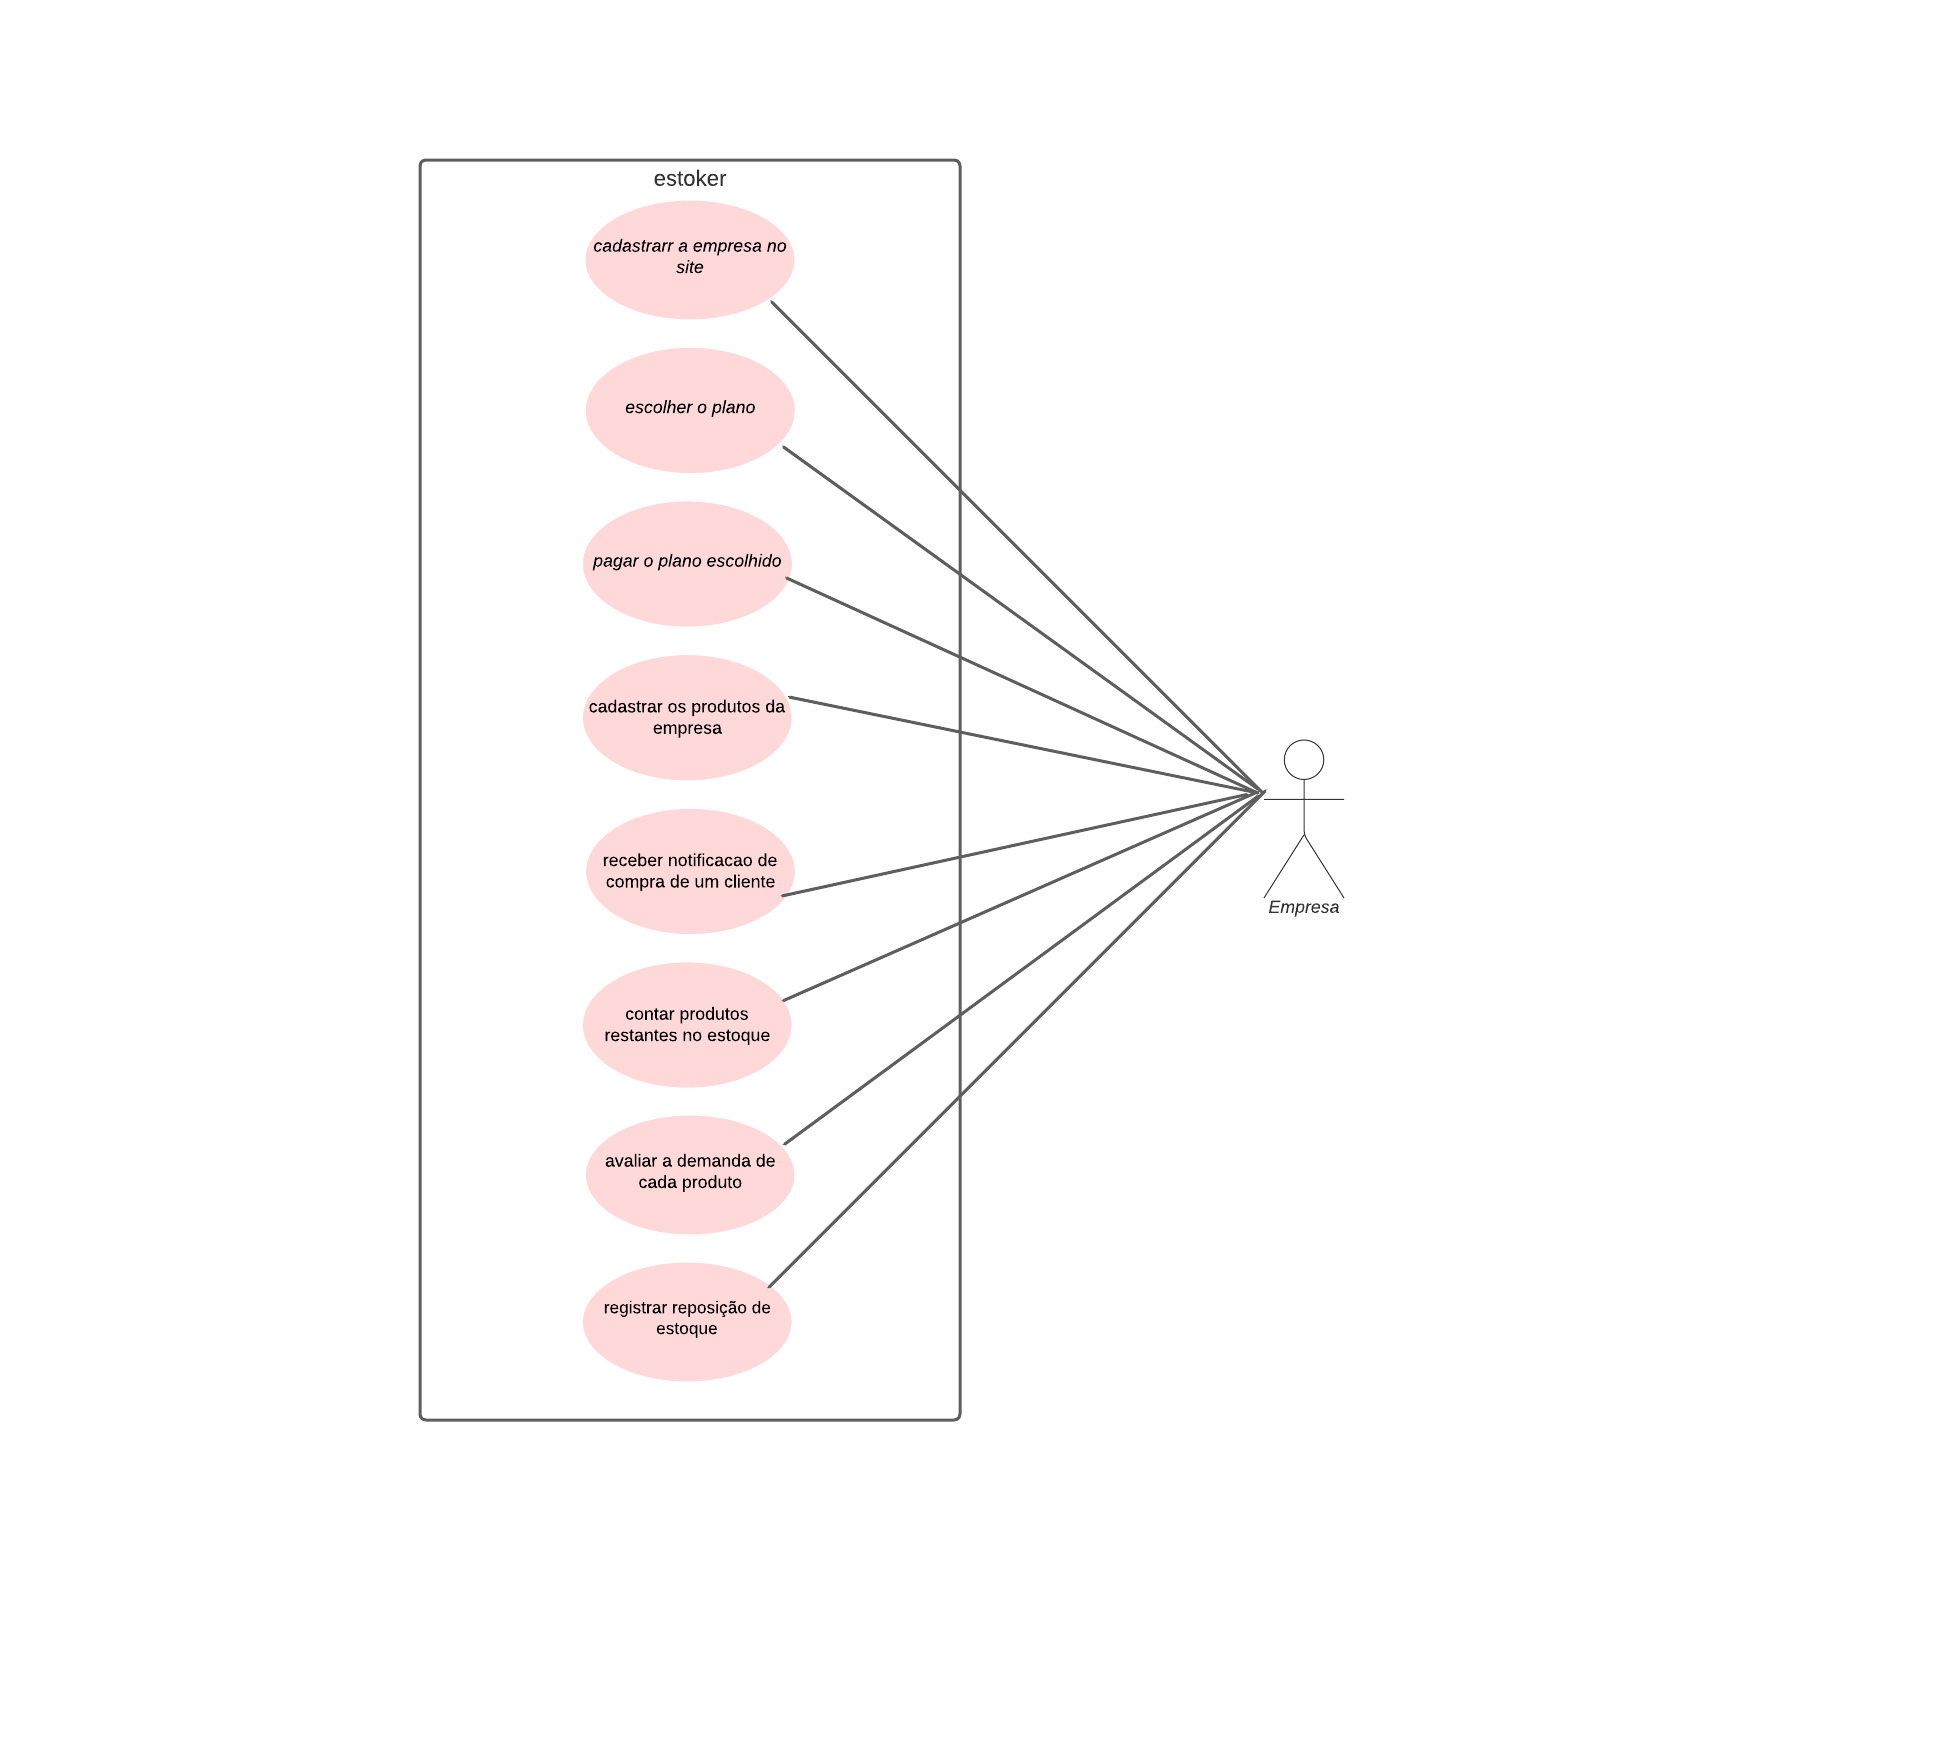 estoker
cadastrarr a empresa no
site
escolher o plano
pagar o plano escolhido
cadastrar os produtos da
empresa
receber notificacao de
compra de um cliente
contar produtos
restantes no estoque
avaliar a demanda de
cada produto
registrar reposição de
estoque
Empresa